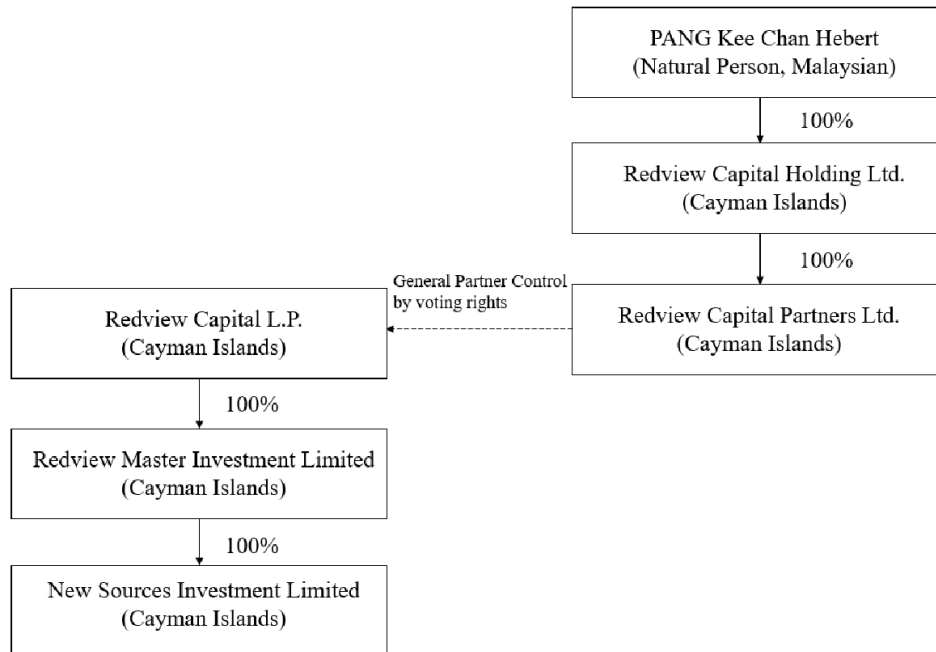 PANG Kee Chan Hebert
(Natural Person, Malaysian)
100%
Redview Capital Holding Ltd.
(Cayman Islands)
100%
Redview Capital Partners Ltd.
(Cayman Islands)
General Partner Control
by voting rights
Redview Capital L.P.
(Cayman Islands)
100%
Redview Master Investment Limited
(Cayman Islands)
100%
New Sources Investment Limited
(Cayman Islands)